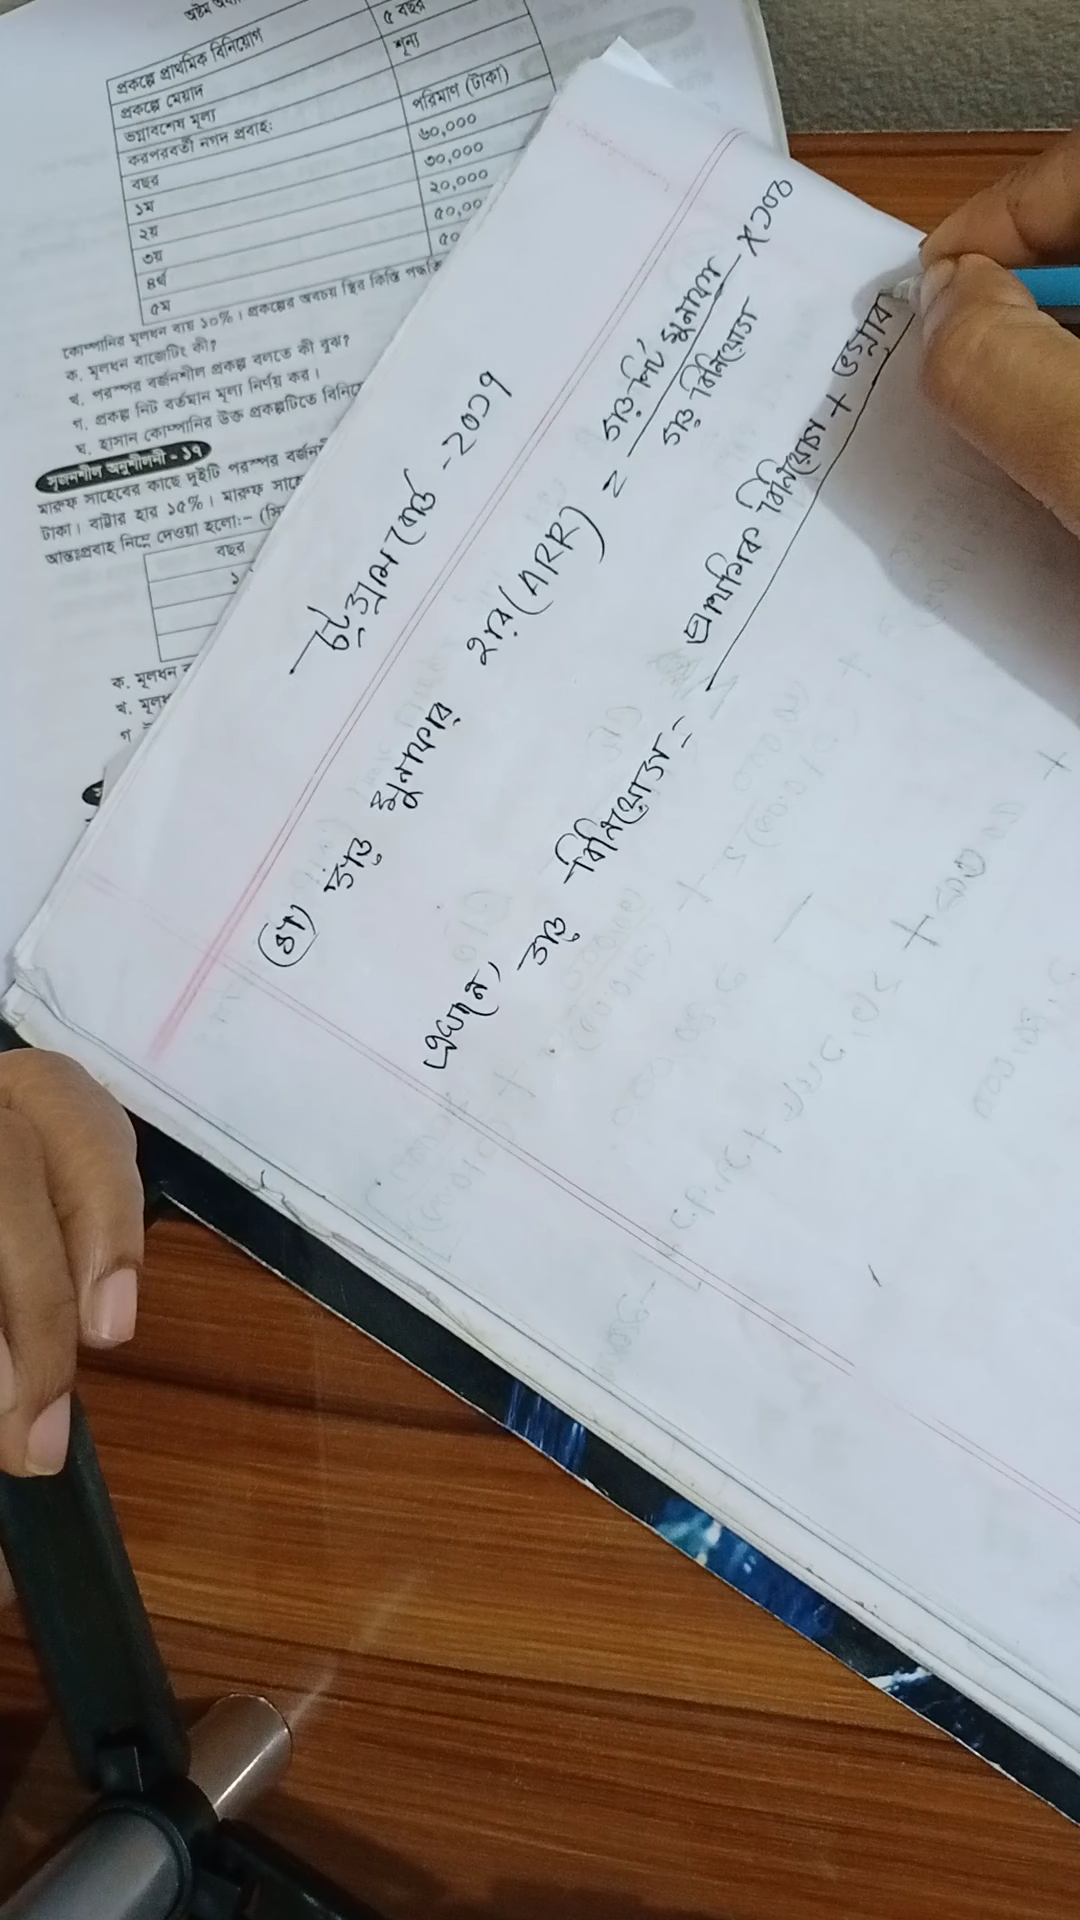 অষ্টম
প্রকল্পে প্রাথমিক বিনিয়োগ
প্রকল্পে মেয়াদ ৫ বছর
ভগ্নাবশেষ মূল্য শূন্য
করপরবর্তী নগদ প্রবাহ:
বছর পরিমাণ (টাকা)
১ম ৬০,০০০
২য় ৩০,০০০
৩য় ২০,০০০
৪র্থ ৫০,০০
৫ম ৫০
কোম্পানির মূলধন ব্যয় ১০%। প্রকল্পের অবচয় স্থির কিস্তি পদ্ধতি
ক. মূলধন বাজেটিং কী?
খ. পরস্পর বর্জনশীল প্রকল্প বলতে কী বুঝ?
গ. প্রকল্প নিট বর্তমান মূল্য নির্ণয় কর।
ঘ. হাসান কোম্পানির উক্ত প্রকল্পটিতে
সৃজনশীল অনুশীলনী - ১৭
মারুফ সাহেবের কাছে দুইটি পরস্পর
টাকা। বাট্টার হার ১৫%। মারুফ
আন্তঃপ্রবাহ নিম্নে দেওয়া হলো:-
বছর
১
ক. মূলধন
খ. মূল
গ
চট্টগ্রাম বোর্ড - ২০১৭
গড় মুনাফার হার (ARR) = গড় নিট মুনাফা / গড় বিনিয়োগ × ১০০
এখানে, গড় বিনিয়োগ = প্রাথমিক বিনিয়োগ + ভগ্নাব